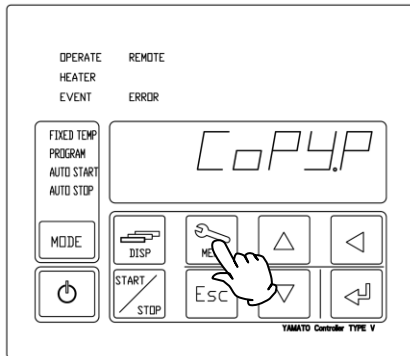 OPERATE REMOTE
HEATER
EVENT ERROR
FIXED TEMP
PROGRAM
AUTO START
AUTO STOP
CoPY.P
MODE
DISP
START
STOP
Esc
YAMATO Controller TYPE V